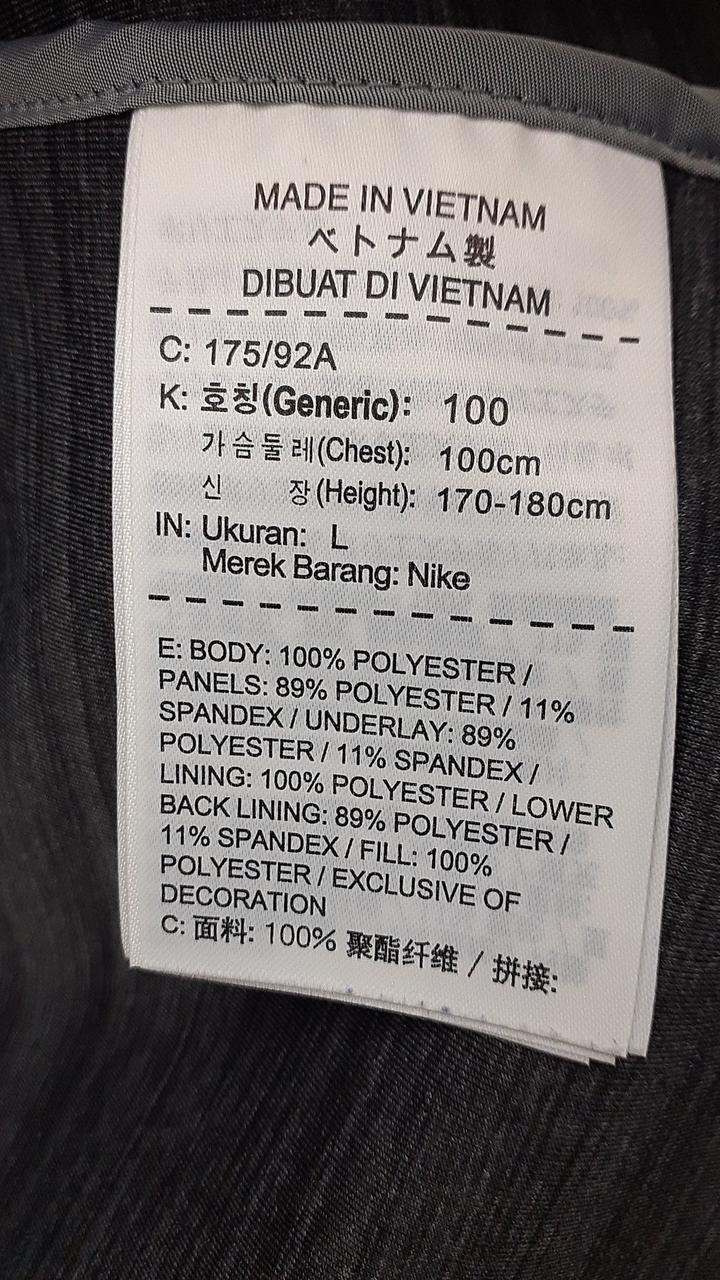 MADE IN VIETNAM
ベトナム製
DIBUAT DI VIETNAM
C: 175/92A
K: 호칭(Generic): 100
가슴둘레(Chest): 100cm
신 장(Height): 170-180cm
IN: Ukuran: L
Merek Barang: Nike
E: BODY: 100% POLYESTER /
PANELS: 89% POLYESTER / 11%
SPANDEX / UNDERLAY: 89%
POLYESTER / 11% SPANDEX /
LINING: 100% POLYESTER / LOWER
BACK LINING: 89% POLYESTER /
11% SPANDEX / FILL: 100%
POLYESTER / EXCLUSIVE OF
DECORATION
C: 面料: 100% 聚酯纤维 / 拼接: